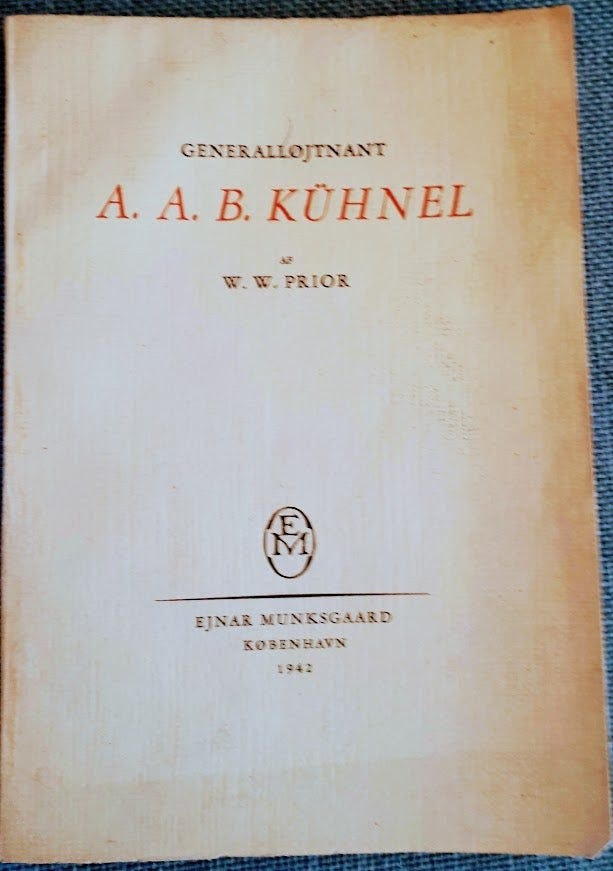 GENERALLØJTNANT
A. A. B. KÜHNEL
AF
W. W. PRIOR
EM
EJNAR MUNKSGAARD
KØBENHAVN
1942